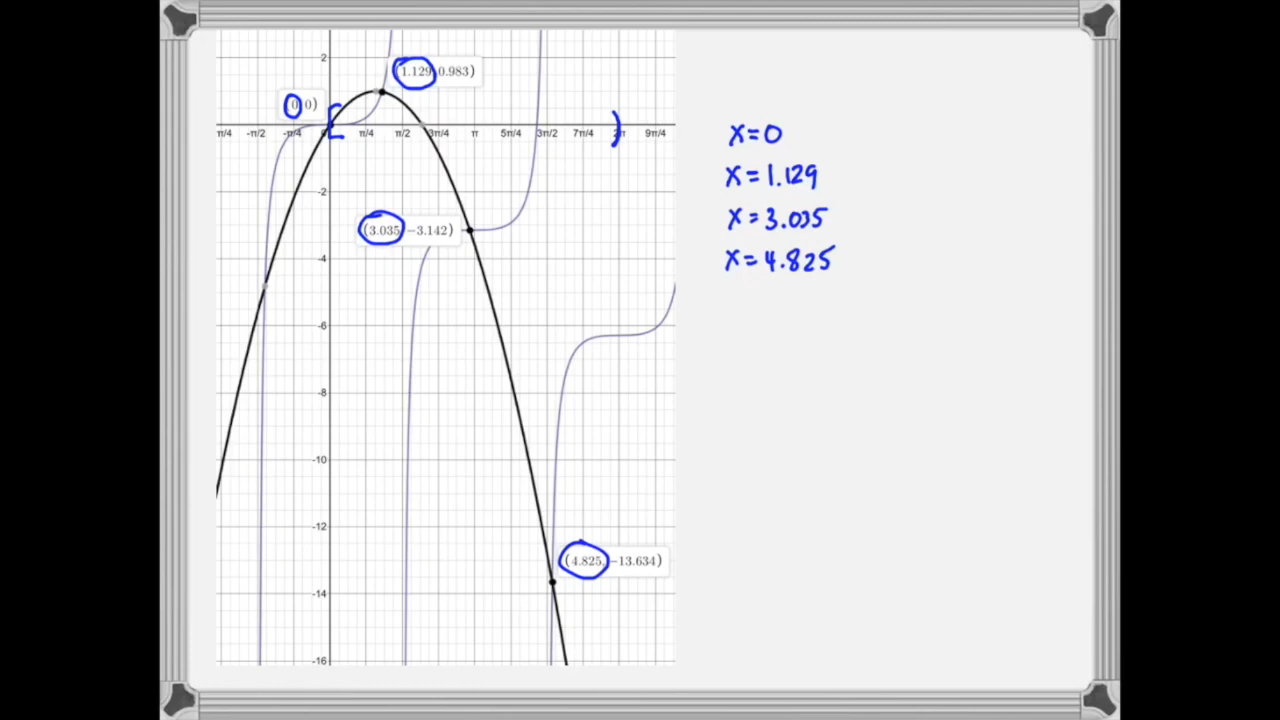 2
(1.129, 0.983)
(0, 0)
π/4 -π/2 -π/4 0 π/4 π/2 3π/4 π 5π/4 3π/2 7π/4 2π 9π/4
x=0
x=1.129
-2
x=3.035
(3.035, −3.142)
-4
x=4.825
-6
-8
-10
-12
(4.825, −13.634)
-14
-16